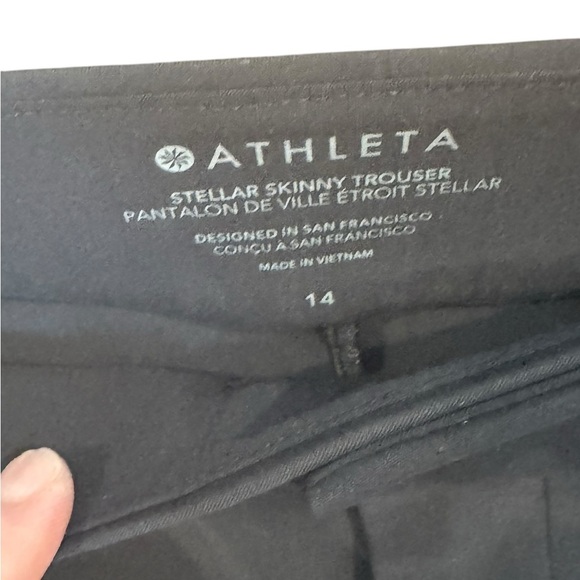 ATHLETA
STELLAR SKINNY TROUSER
PANTALON DE VILLE ÉTROIT STELLAR
DESIGNED IN SAN FRANCISCO
CONÇU À SAN FRANCISCO
MADE IN VIETNAM
14